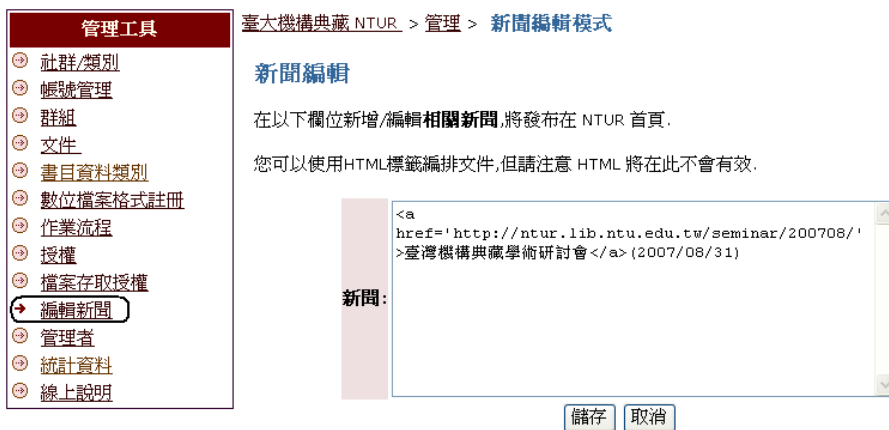 管理工具
社群/類別
帳號管理
群組
文件
書目資料類別
數位檔案格式註冊
作業流程
授權
檔案存取授權
編輯新聞
管理者
統計資料
線上說明
臺大機構典藏 NTUR > 管理 > 新聞編輯模式
新聞編輯
在以下欄位新增/編輯相關新聞,將發布在 NTUR 首頁.
您可以使用HTML標籤編排文件,但請注意 HTML 將在此不會有效.
新聞:
<a
href='http://ntur.lib.ntu.edu.tw/seminar/200708/'
>臺灣機構典藏學術研討會</a>(2007/08/31)
儲存 取消